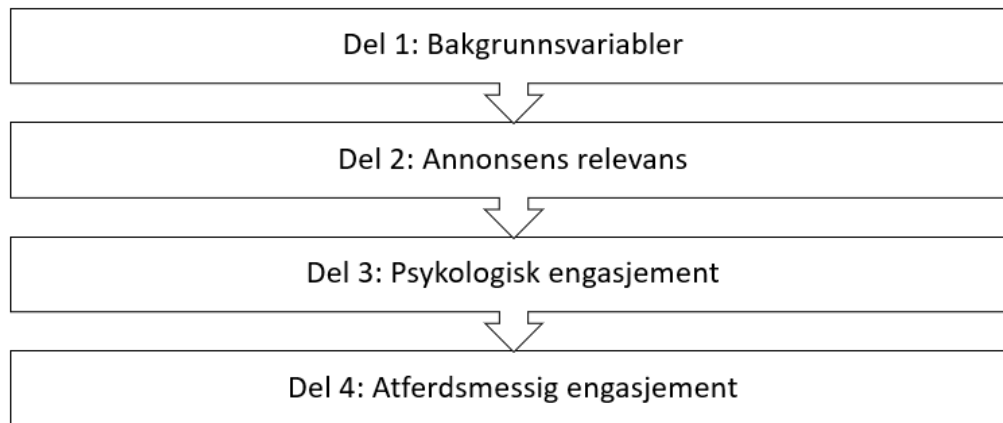 Del 1: Bakgrunnsvariabler
Del 2: Annonsens relevans
Del 3: Psykologisk engasjement
Del 4: Atferdsmessig engasjement